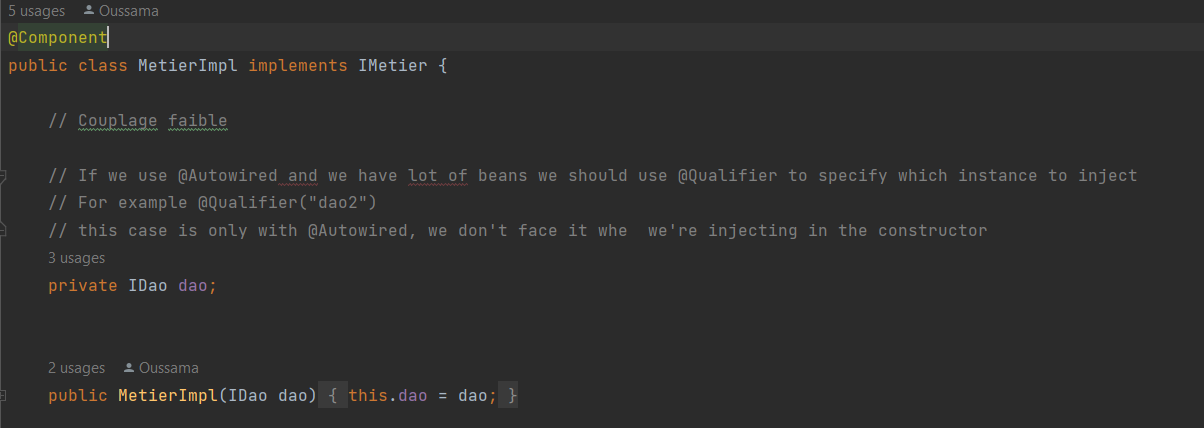 5 usages Oussama
@Component
public class MetierImpl implements IMetier {
// Couplage faible
// If we use @Autowired and we have lot of beans we should use @Qualifier to specify which instance to inject
// For example @Qualifier("dao2")
// this case is only with @Autowired, we don't face it whe  we're injecting in the constructor
3 usages
private IDao dao;
2 usages Oussama
public MetierImpl(IDao dao) { this.dao = dao; }